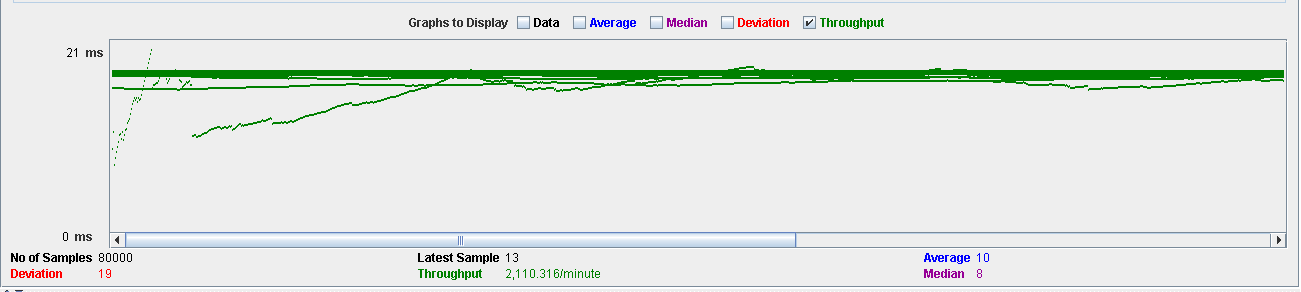 Graphs to Display Data Average Median Deviation Throughput
21 ms
0 ms
No of Samples 80000 Latest Sample 13 Average 10
Deviation 19 Throughput 2,110.316/minute Median 8